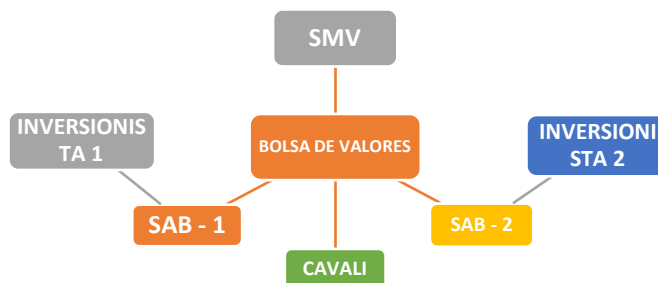 SMV
INVERSIONIS
TA 1
BOLSA DE VALORES
INVERSIONI
STA 2
SAB - 1
SAB - 2
CAVALI